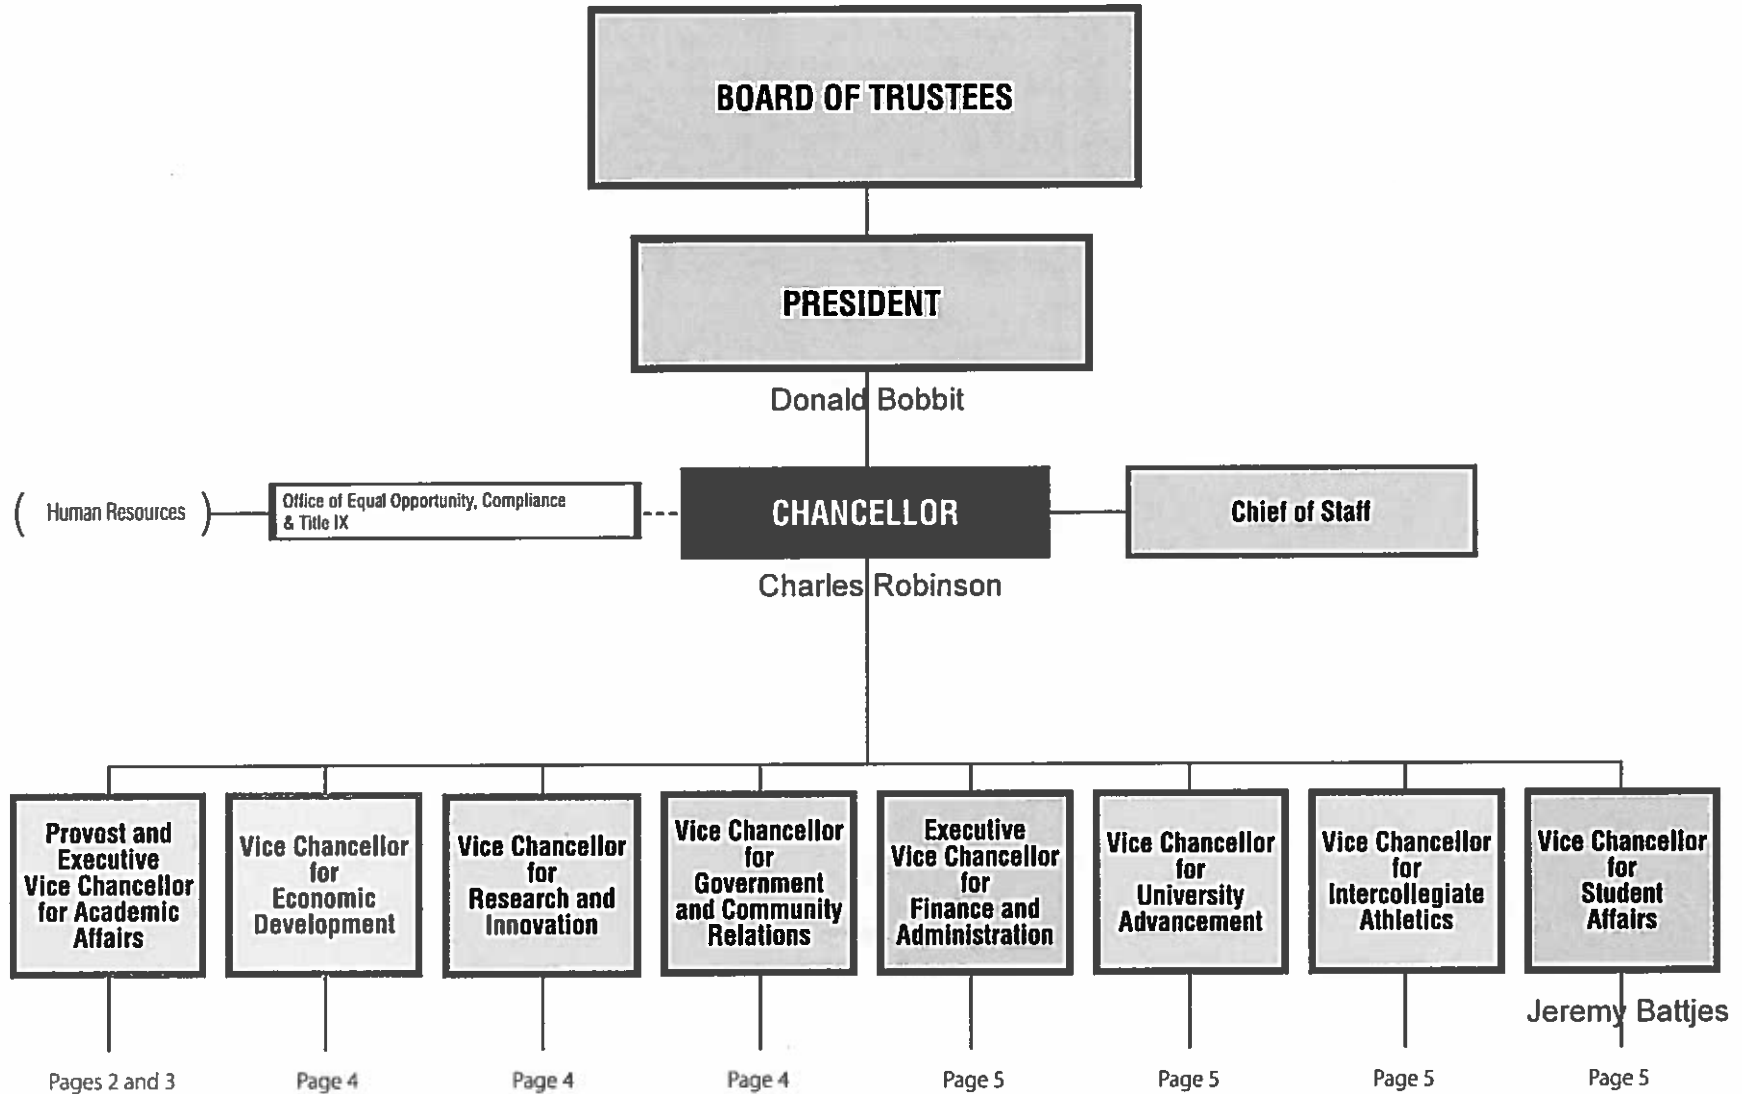 BOARD OF TRUSTEES
PRESIDENT
Donald Bobbit
( Human Resources )
Office of Equal Opportunity, Compliance
& Title IX
CHANCELLOR
Chief of Staff
Charles Robinson
Provost and
Executive
Vice Chancellor
for Academic
Affairs
Vice Chancellor
for
Economic
Development
Vice Chancellor
for
Research and
Innovation
Vice Chancellor
for
Government
and Community
Relations
Executive
Vice Chancellor
for
Finance and
Administration
Vice Chancellor
for
University
Advancement
Vice Chancellor
for
Intercollegiate
Athletics
Vice Chancellor
for
Student
Affairs
Jeremy Battjes
Pages 2 and 3
Page 4
Page 4
Page 4
Page 5
Page 5
Page 5
Page 5